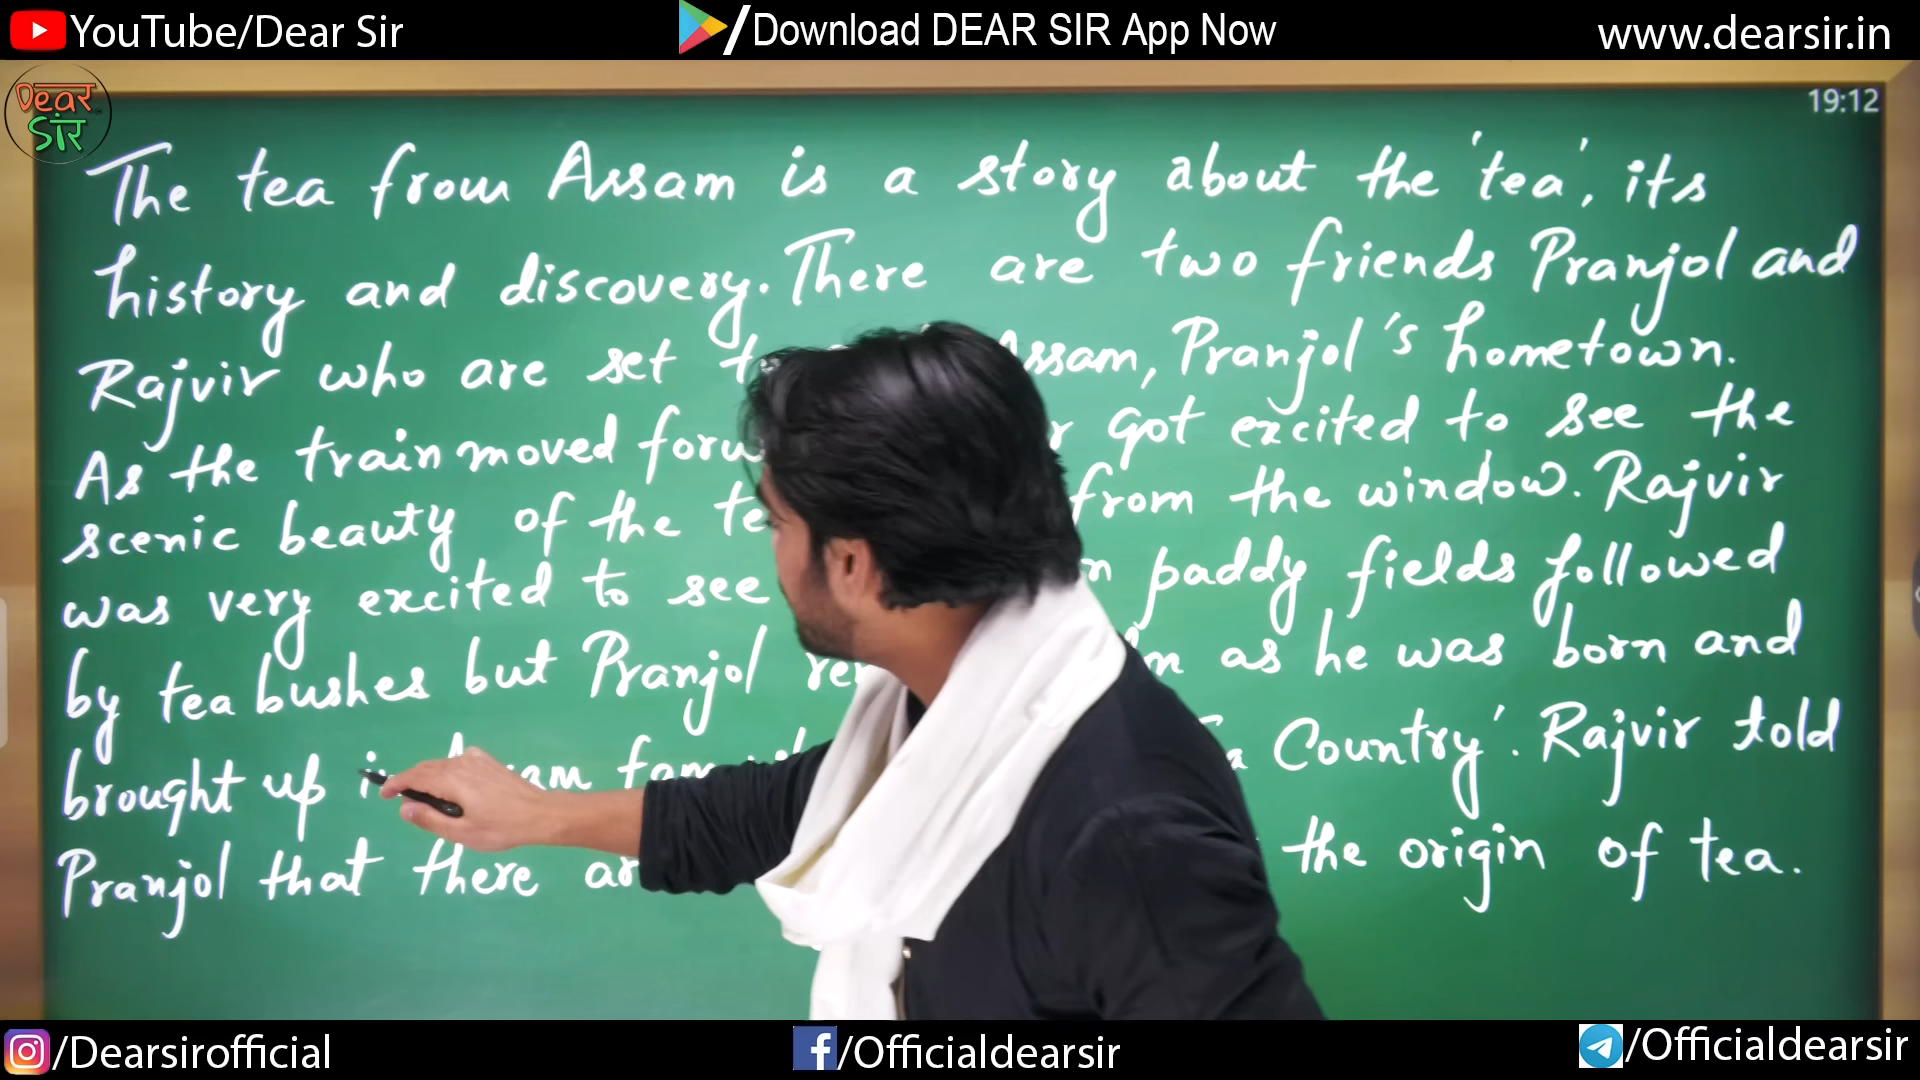 YouTube/Dear Sir
/Download DEAR SIR App Now
www.dearsir.in
Dear सिर
19:12
The tea from Assam is a story about the 'tea', its
history and discovery. There are two friends Pranjol and
Rajvir who are set Assam, Pranjol's hometown.
As the train moved got excited to see the
scenic beauty of the from the window. Rajvir
was very excited to see paddy fields followed
by tea bushes but Pranjol as he was born and
brought up in Assam Country'. Rajvir told
Pranjol that there the origin of tea.
/Dearsirofficial
/Officialdearsir
/Officialdearsir